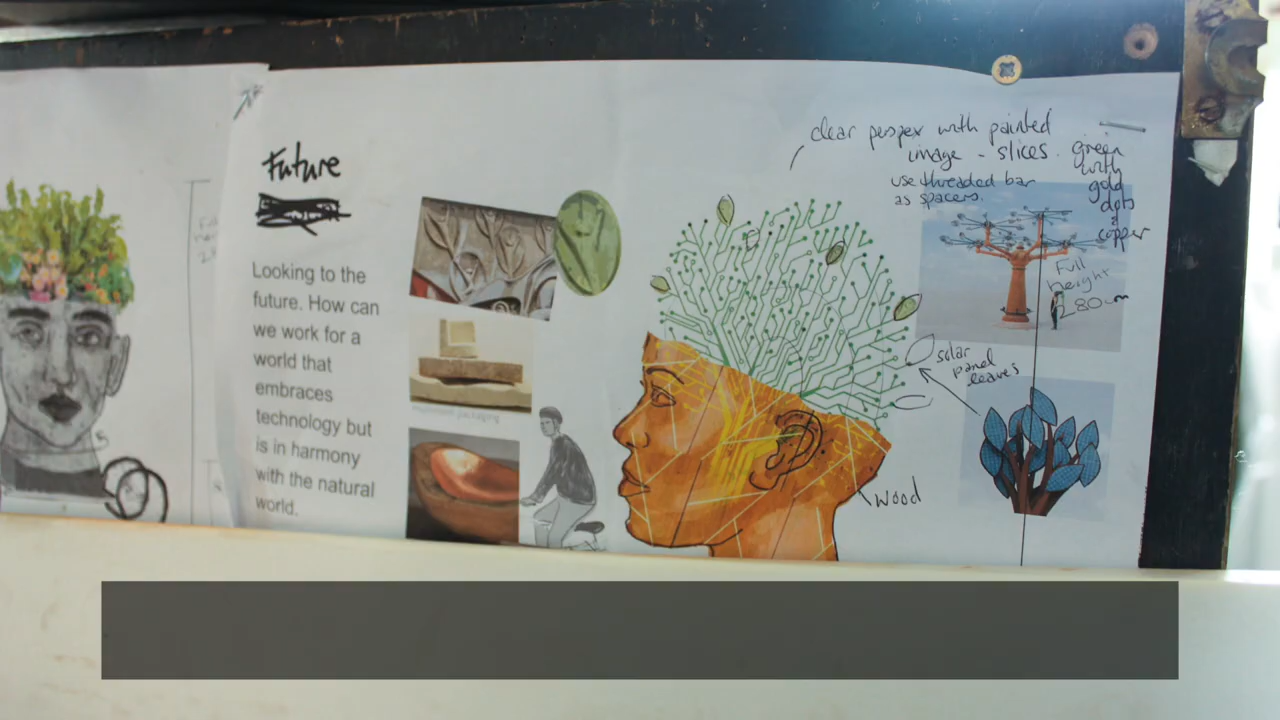 Future
Looking to the
future. How can
we work for a
world that
embraces
technology but
is in harmony
with the natural
world.
clear perspex with painted
image - slices.
use threaded bar
as spacers.
green
with
gold
dots
&
copper
Full
height
280cm
solar
panel
leaves
wood